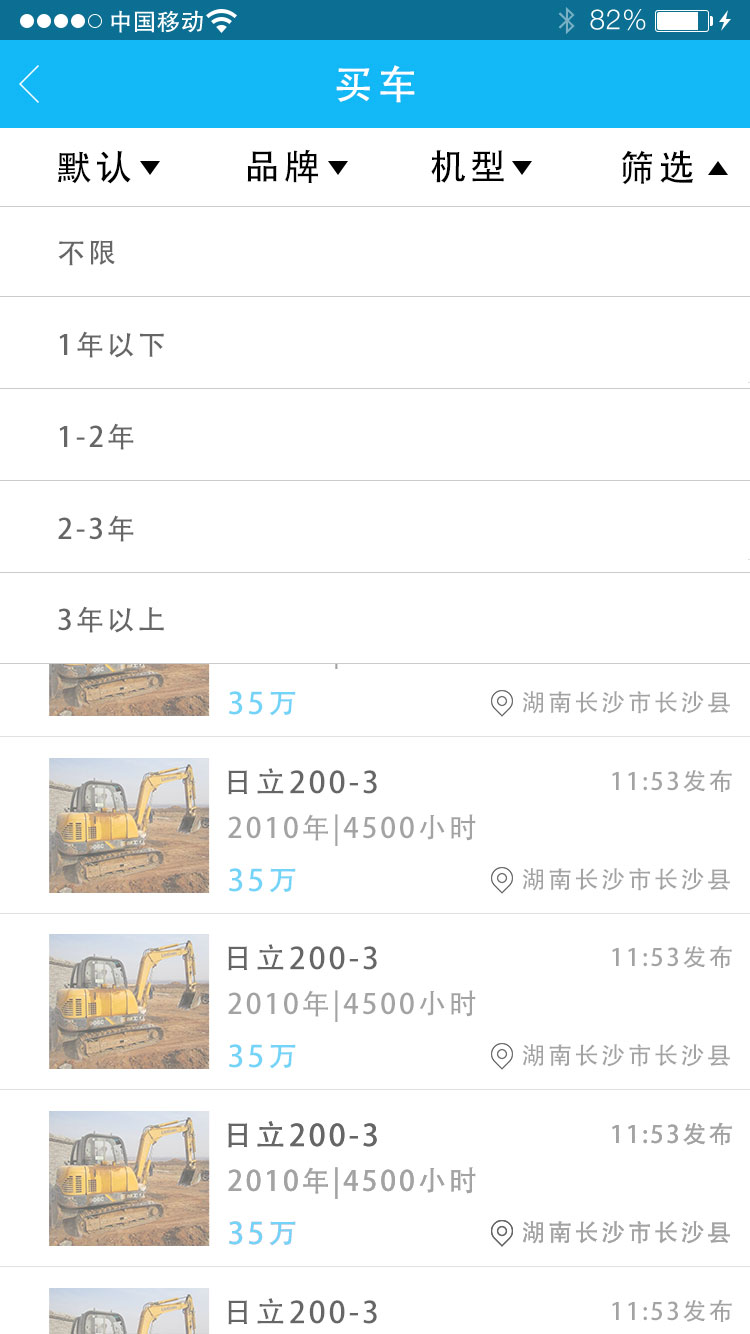 中国移动 82%
买车
默认 品牌 机型 筛选
不限
1年以下
1-2年
2-3年
3年以上
35万 湖南长沙市长沙县
日立200-3 11:53发布
2010年|4500小时
35万 湖南长沙市长沙县
日立200-3 11:53发布
2010年|4500小时
35万 湖南长沙市长沙县
日立200-3 11:53发布
2010年|4500小时
35万 湖南长沙市长沙县
日立200-3 11:53发布